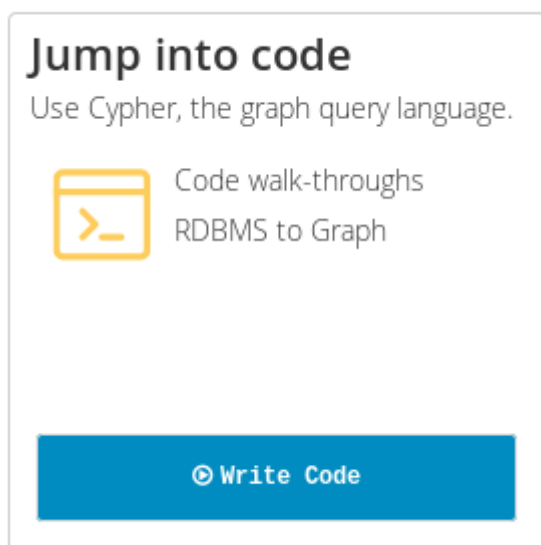 Jump into code
Use Cypher, the graph query language.
Code walk-throughs
RDBMS to Graph
Write Code